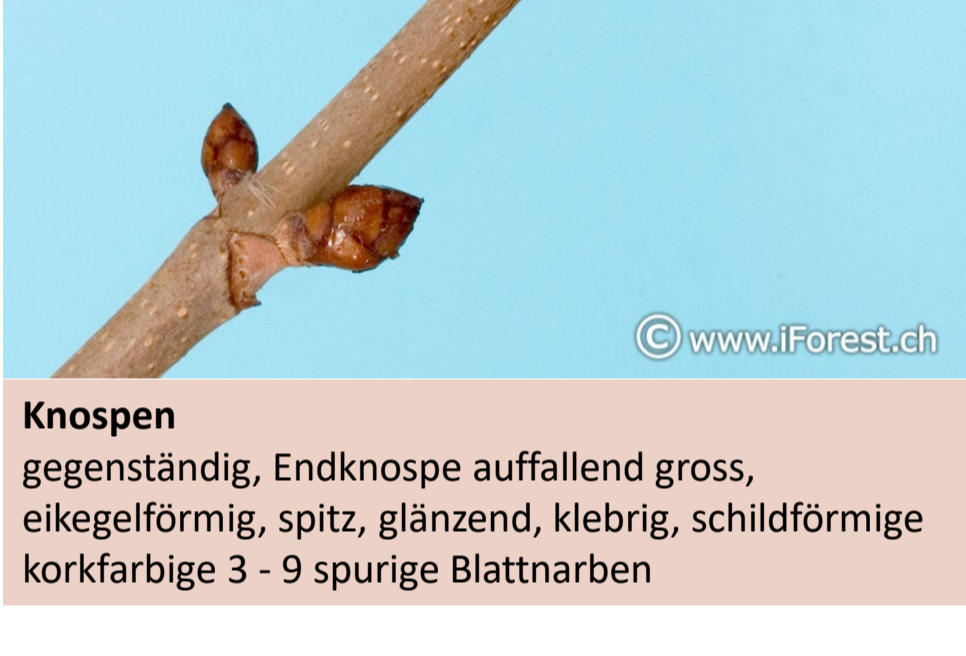 © www.iForest.ch
Knospen
gegenständig, Endknospe auffallend gross,
eikegelförmig, spitz, glänzend, klebrig, schildförmige
korkfarbige 3 - 9 spurige Blattnarben